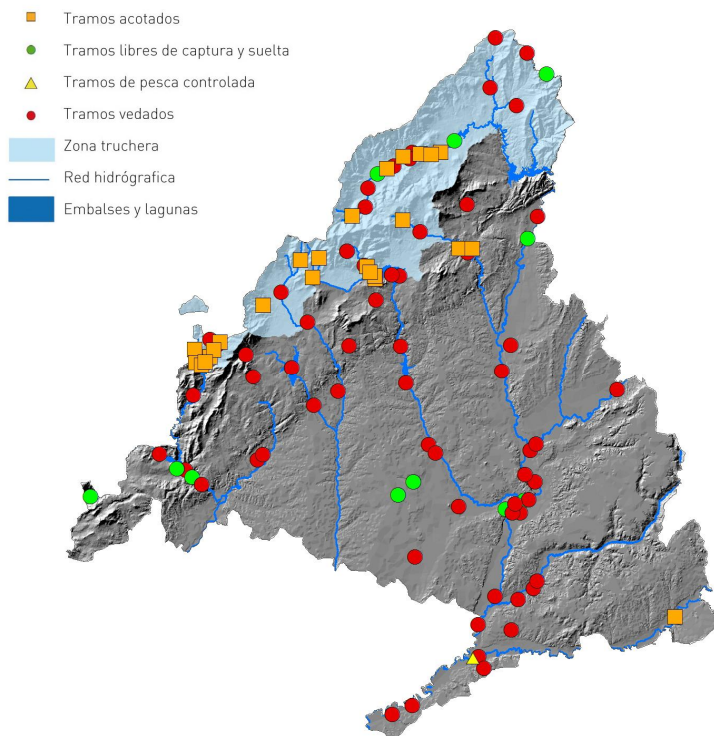 Tramos acotados
Tramos libres de captura y suelta
Tramos de pesca controlada
Tramos vedados
Zona truchera
Red hidrógrafica
Embalses y lagunas